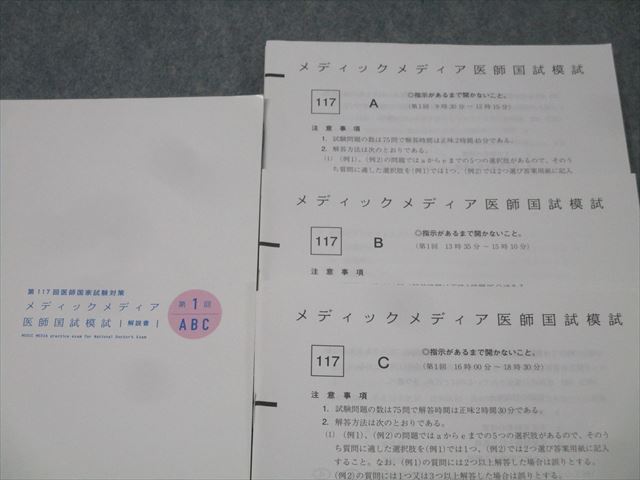 第117回医師国家試験対策
メディックメディア
医師国試模試 |解説書|
MEDIC MEDIA practice exam for National Doctor's Exam
第1回
ABC
メディックメディア医師国試模試
117 A ◎指示があるまで開かないこと。
(第1回 9時30分 ～ 12時15分)
注意事項
1. 試験問題の数は75問で解答時間は正味2時間45分である。
2. 解答方法は次のとおりである。
(1) (例1)、(例2)の問題ではaからeまでの5つの選択肢があるので、そのう
ち質問に適した選択肢を(例1)では1つ、(例2)では2つ選び答案用紙に記入
メディックメディア医師国試模試
117 B ◎指示があるまで開かないこと。
(第1回 13時35分 ～ 15時10分)
注意事項
メディックメディア医師国試模試
117 C ◎指示があるまで開かないこと。
(第1回 16時00分 ～ 18時30分)
注意事項
1. 試験問題の数は75問で解答時間は正味2時間30分である。
2. 解答方法は次のとおりである。
(1) (例1)、(例2)の問題ではaからeまでの5つの選択肢があるので、そのう
ち質問に適した選択肢を(例1)では1つ、(例2)では2つ選び答案用紙に記入
すること。なお、(例1)の質問には2つ以上解答した場合は誤りとする。
(例2)の質問には1つ又は3つ以上解答した場合は誤りとする。